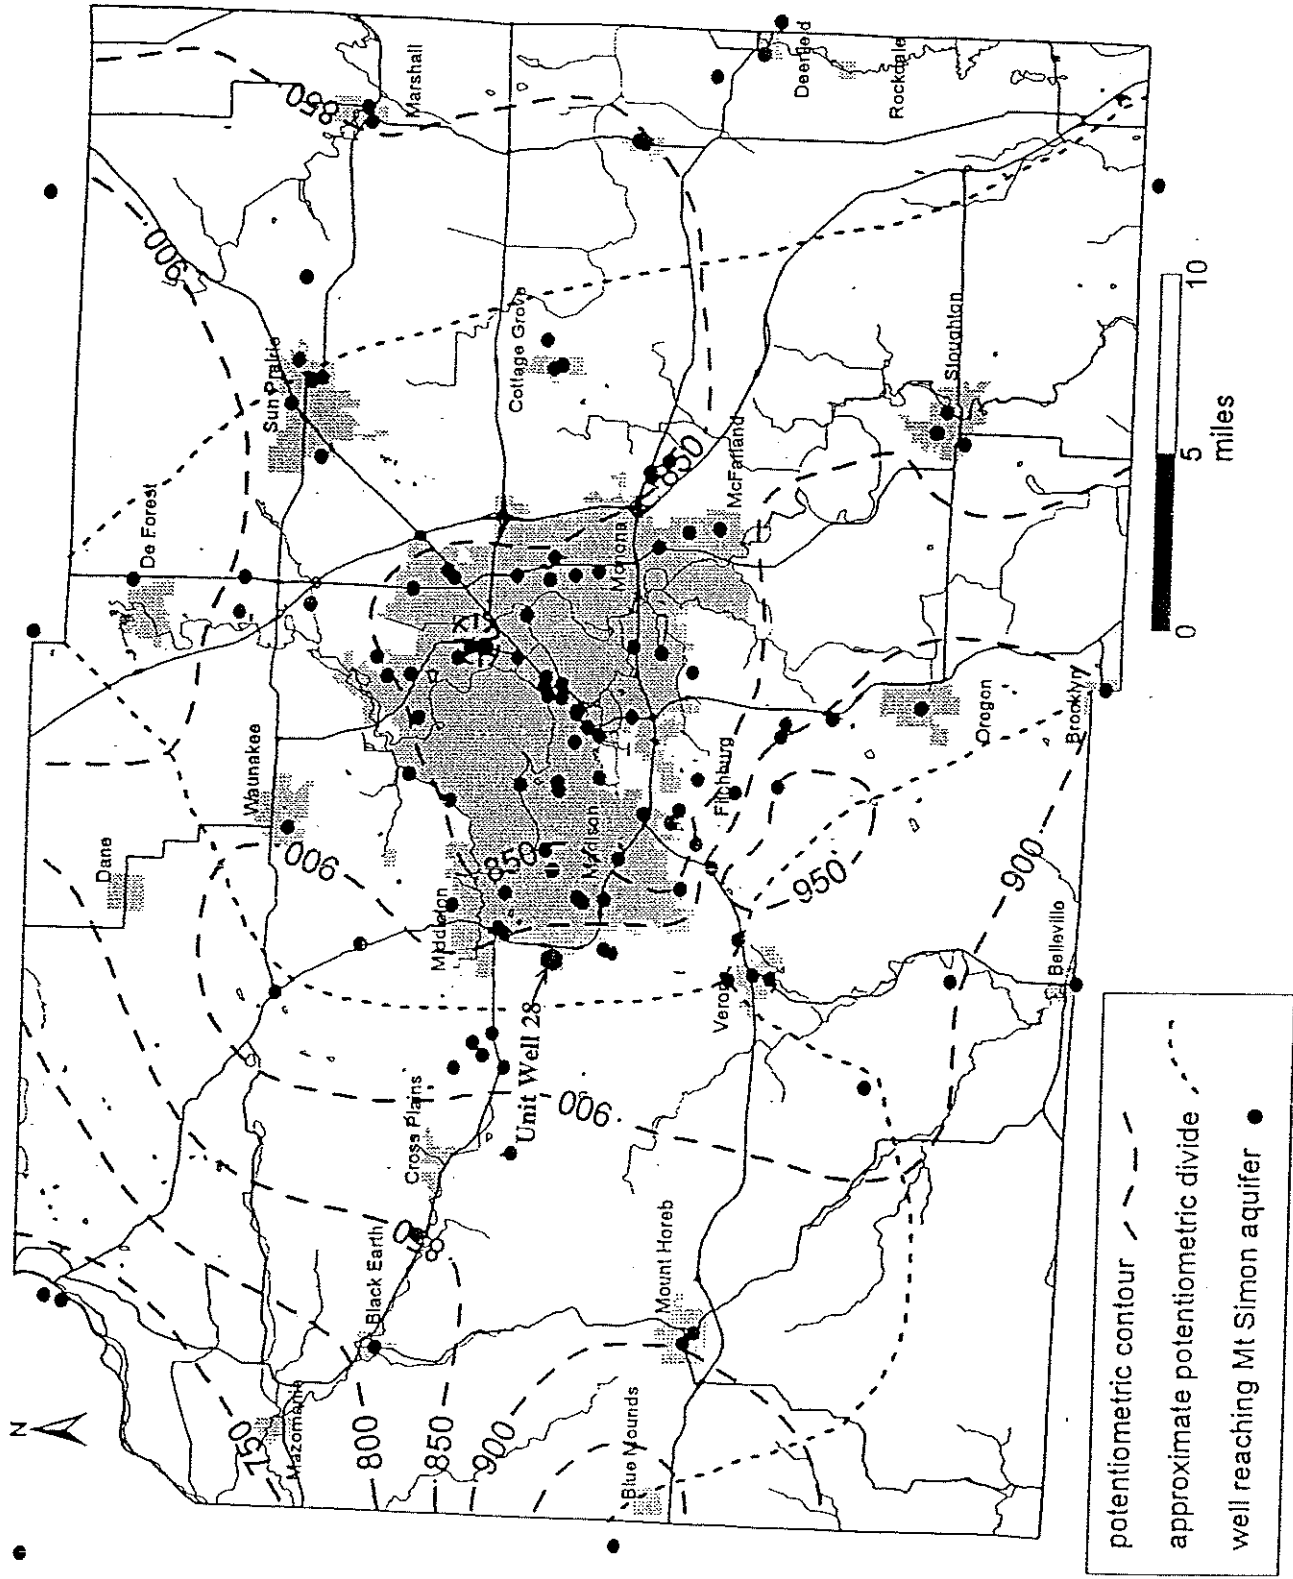 N
Dane
De Forest
Waunakee
900
850
Marshall
Sun Prairie
Mazomanie
750
Black Earth
800
Cross Plains
Middleton
900
850
850
Cottage Grove
Unit Well 28
Madison
Monona
850
McFarland
Deerfield
Rockdale
900
900
Blue Mounds
Mount Horeb
Verona
Fitchburg
950
Oregon
Stoughton
900
Belleville
Brooklyn
potentiometric contour
approximate potentiometric divide
well reaching Mt Simon aquifer
0 5 10
miles